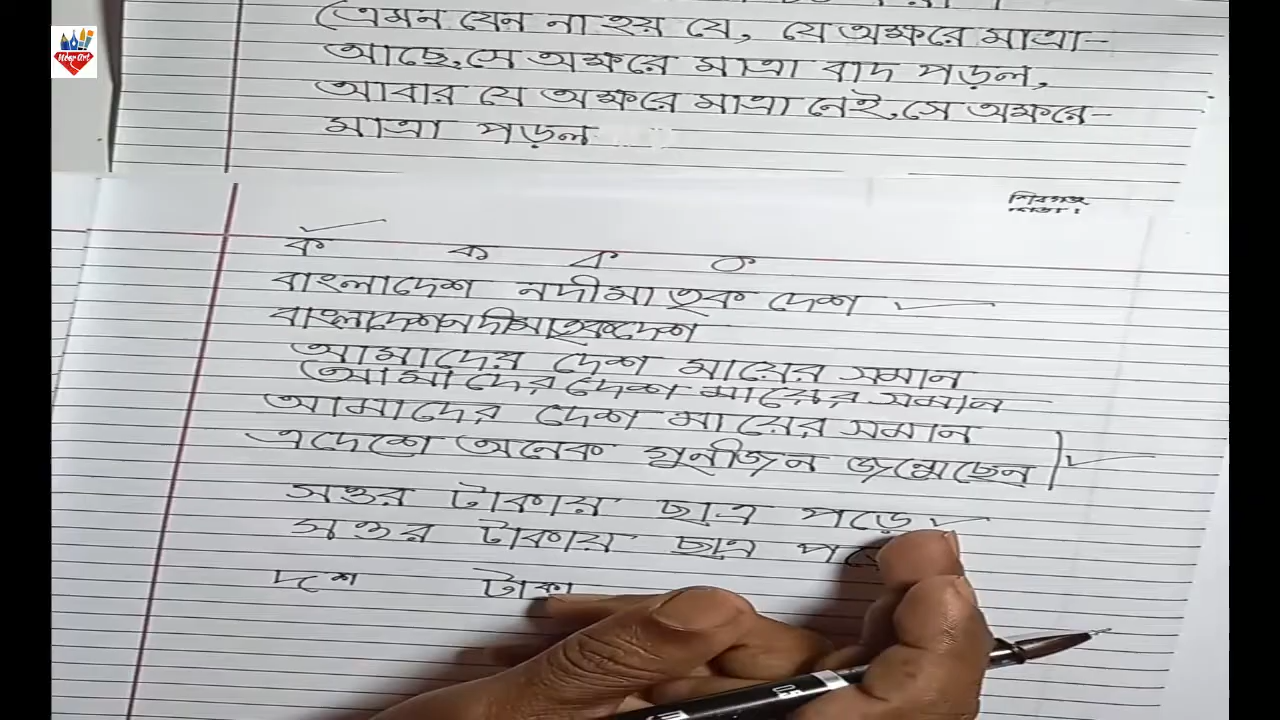 (এমন যেন না হয় যে, যে অক্ষরে মাত্রা-
আছে, সে অক্ষরে মাত্রা বাদ পড়ল,
আবার যে অক্ষরে মাত্রা নেই, সে অক্ষরে-
মাত্রা পড়ল
র্ক ক ব ০
বাংলাদেশ নদীমাতৃক দেশ
বাংলাদেশনদীমাতৃকদেশ
আমাদের দেশ মায়ের সমান
আমাদের দেশ মায়ের সমান
আমাদের দেশ মায়ের সমান
এদেশে অনেক গুনীজন জন্মেছেন
সত্তর টাকায় ছাত্র পড়ে
সত্তর টাকায় ছাত্র
দশে টাকা